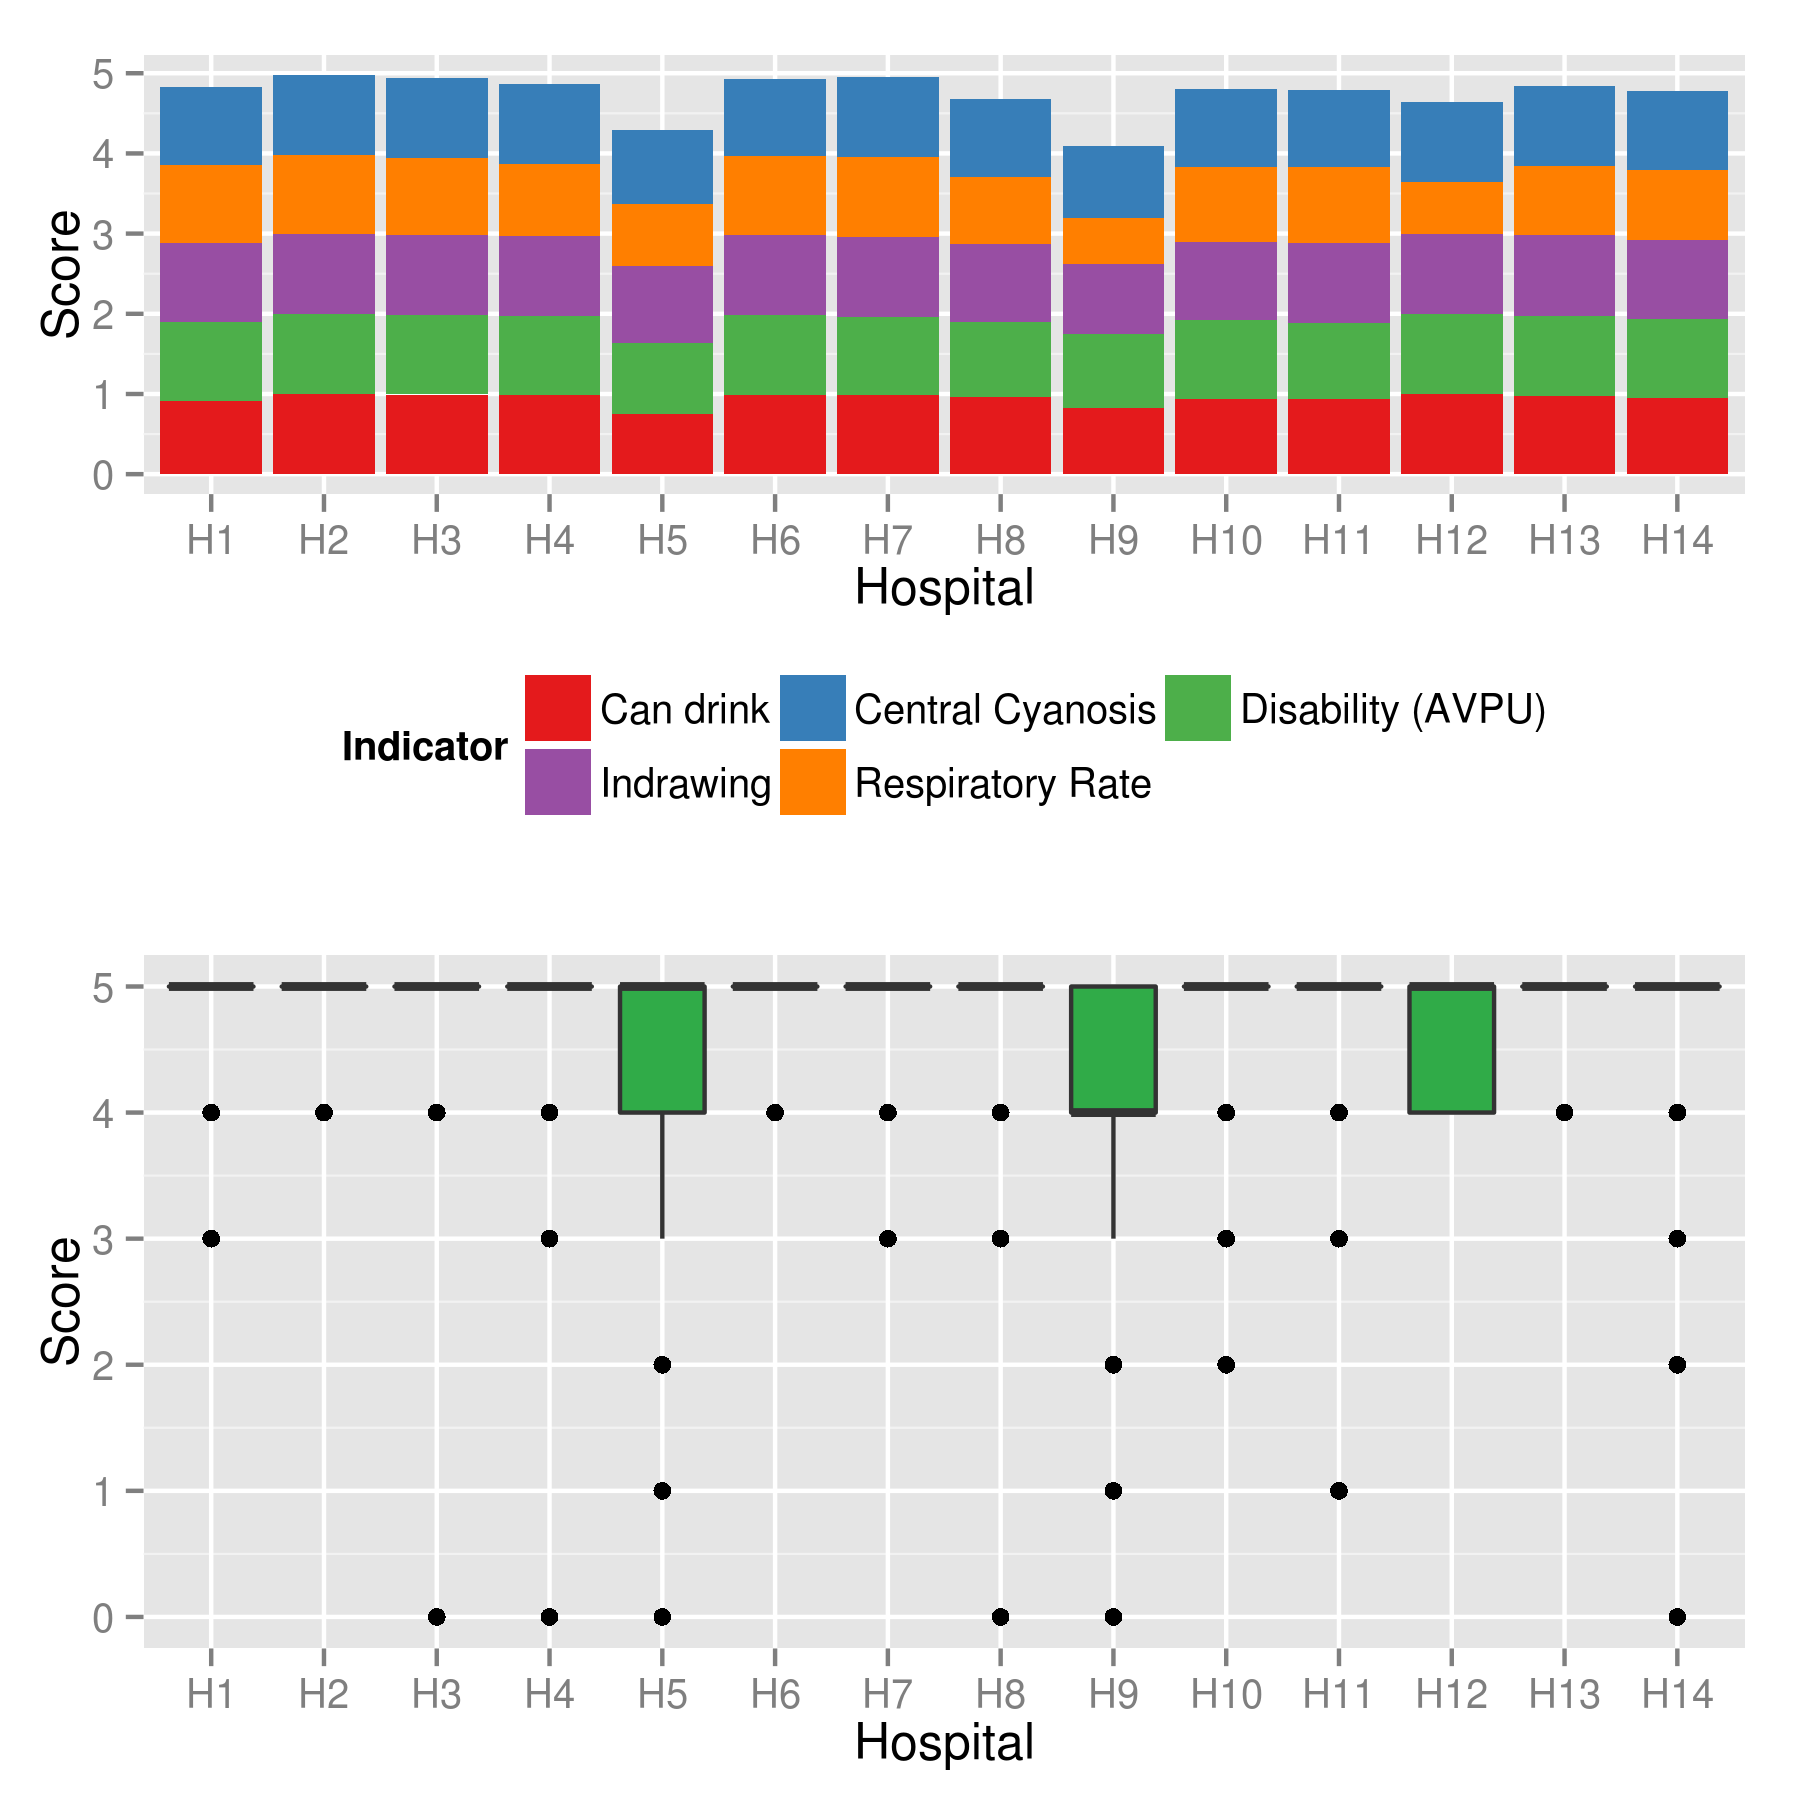 5
4
3
2
1
0
Score
H1 H2 H3 H4 H5 H6 H7 H8 H9 H10 H11 H12 H13 H14
Hospital
Indicator
Can drink Central Cyanosis Disability (AVPU)
Indrawing Respiratory Rate
5
4
3
2
1
0
Score
H1 H2 H3 H4 H5 H6 H7 H8 H9 H10 H11 H12 H13 H14
Hospital